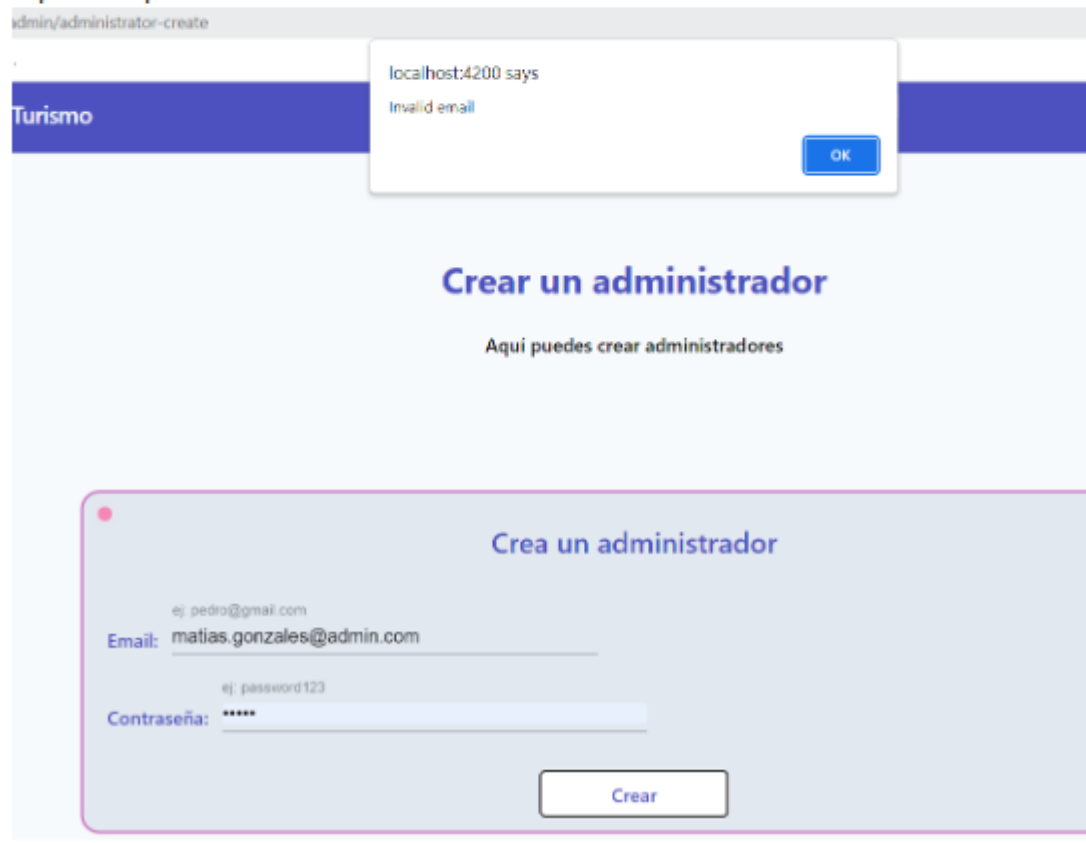 admin/administrator-create
localhost:4200 says
Invalid email
OK
Turismo
Crear un administrador
Aqui puedes crear administradores
Crea un administrador
ej: pedro@gmail.com
Email: matias.gonzales@admin.com
ej: password123
Contraseña: •••••
Crear